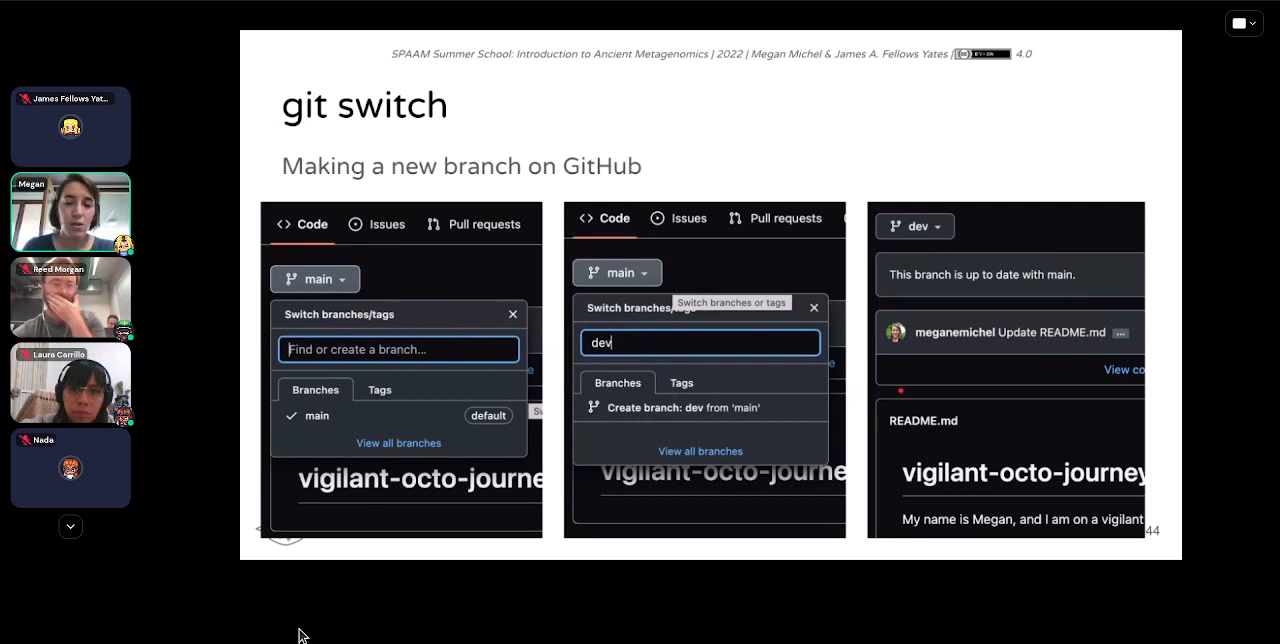 SPAAM Summer School: Introduction to Ancient Metagenomics | 2022 | Megan Michel & James A. Fellows Yates | BY-SA 4.0
git switch
Making a new branch on GitHub
James Fellows Yat...
Megan
Reed Morgan
Laura Carrillo
Nada
Code Issues Pull requests
main
Switch branches/tags
Find or create a branch...
Branches Tags
main default
View all branches
vigilant-octo-journe
Code Issues Pull requests
main
Switch branches or tags
Switch branches/tags
dev
Branches Tags
Create branch: dev from ‘main’
View all branches
vigilant-octo-journe
dev
This branch is up to date with main.
meganemichel Update README.md ...
View co
README.md
vigilant-octo-journey
My name is Megan, and I am on a vigilant
44